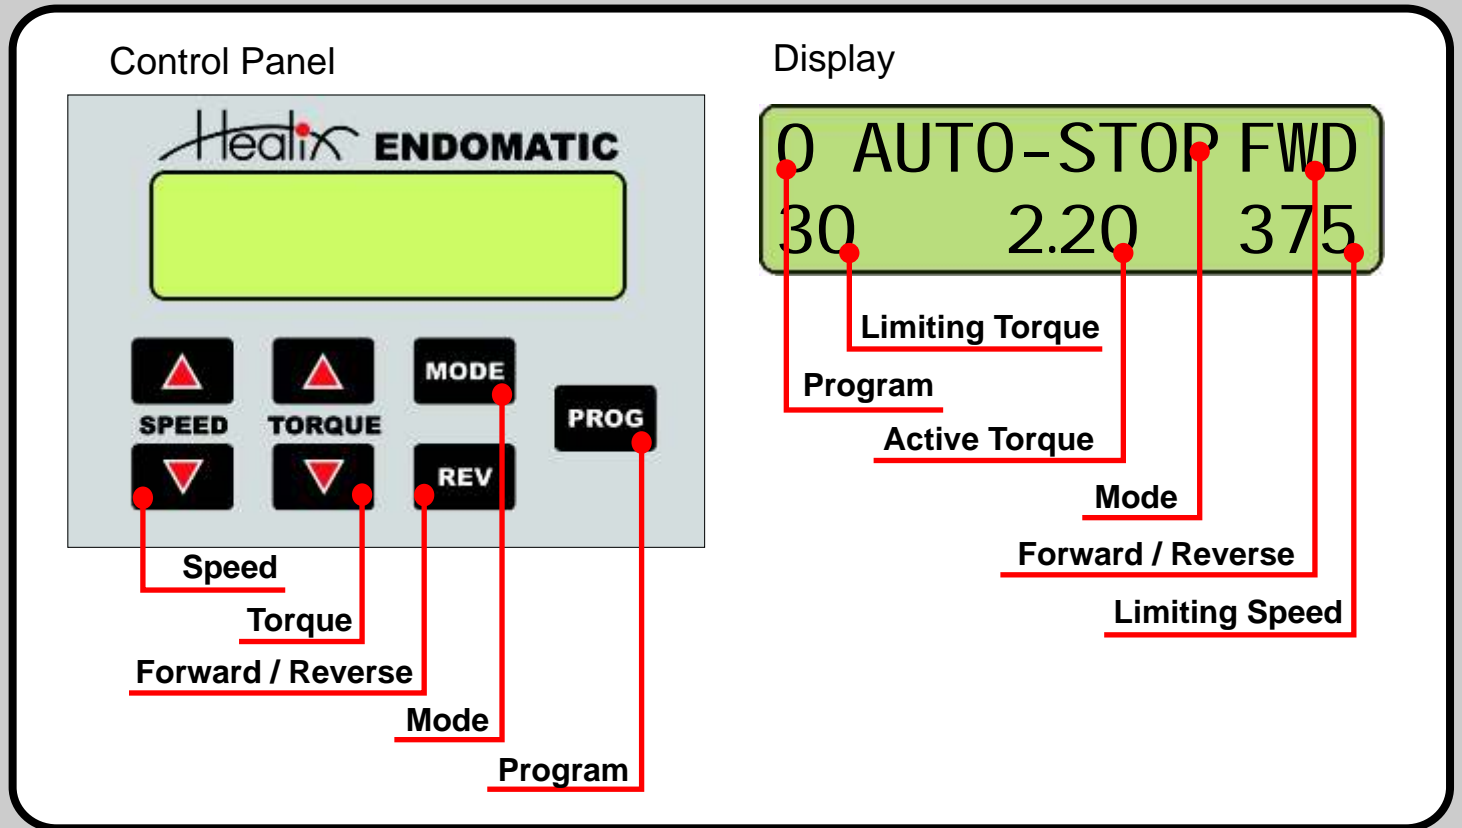 Control Panel
Healix ENDOMATIC
SPEED
TORQUE
MODE
REV
PROG
Speed
Torque
Forward / Reverse
Mode
Program
Display
0 AUTO-STOP FWD
30 2.20 375
Limiting Torque
Program
Active Torque
Mode
Forward / Reverse
Limiting Speed